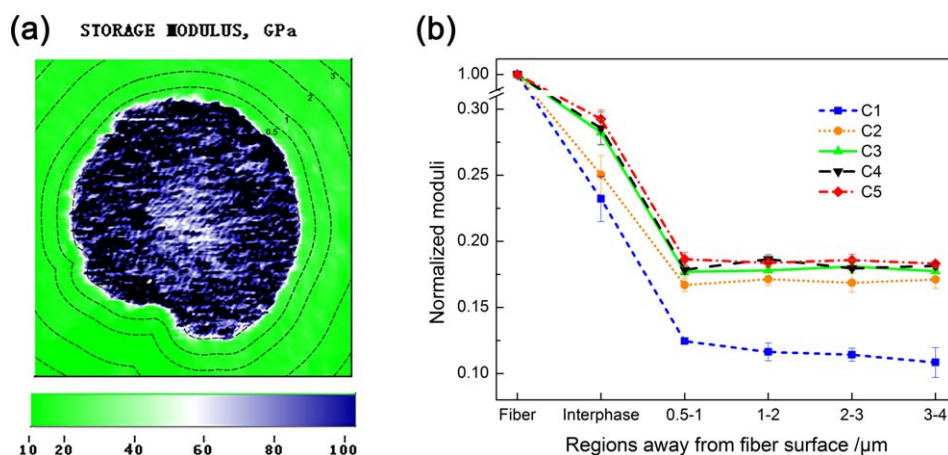 (a) STORAGE MODULUS, GPa
3
2
1
0.5
10 20 40 60 80 100
(b)
Normalized moduli
1.00
0.30
0.25
0.20
0.15
0.10
C1
C2
C3
C4
C5
Fiber Interphase 0.5-1 1-2 2-3 3-4
Regions away from fiber surface /μm